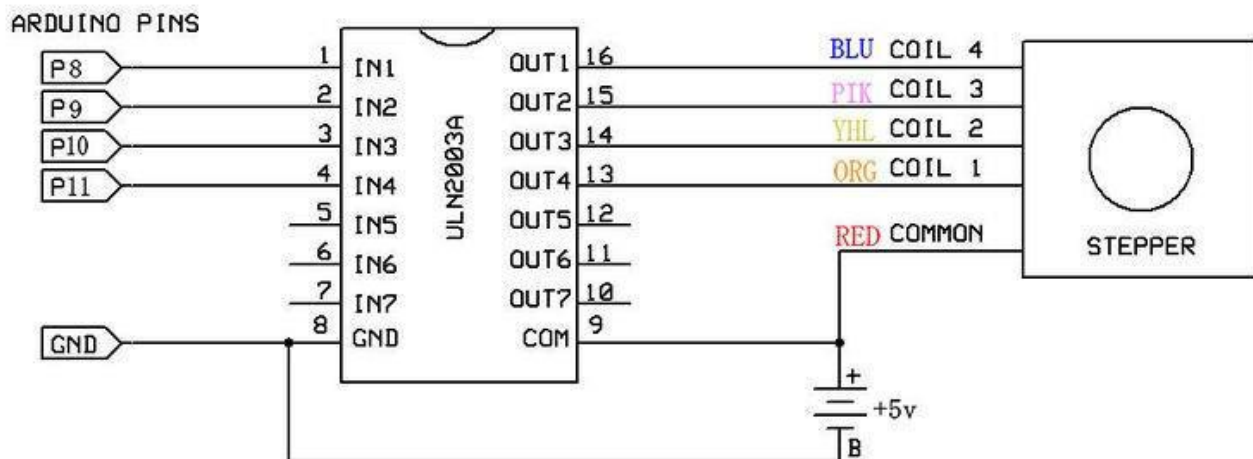 ARDUINO PINS
P8
P9
P10
P11
GND
1 IN1
2 IN2
3 IN3
4 IN4
5 IN5
6 IN6
7 IN7
8 GND
ULN2003A
OUT1 16
OUT2 15
OUT3 14
OUT4 13
OUT5 12
OUT6 11
OUT7 10
COM 9
BLU COIL 4
PIK COIL 3
YHL COIL 2
ORG COIL 1
RED COMMON
STEPPER
+
+5v
B